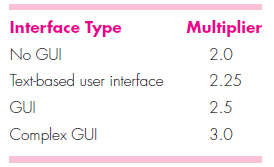 Interface Type Multiplier
No GUI 2.0
Text-based user interface 2.25
GUI 2.5
Complex GUI 3.0